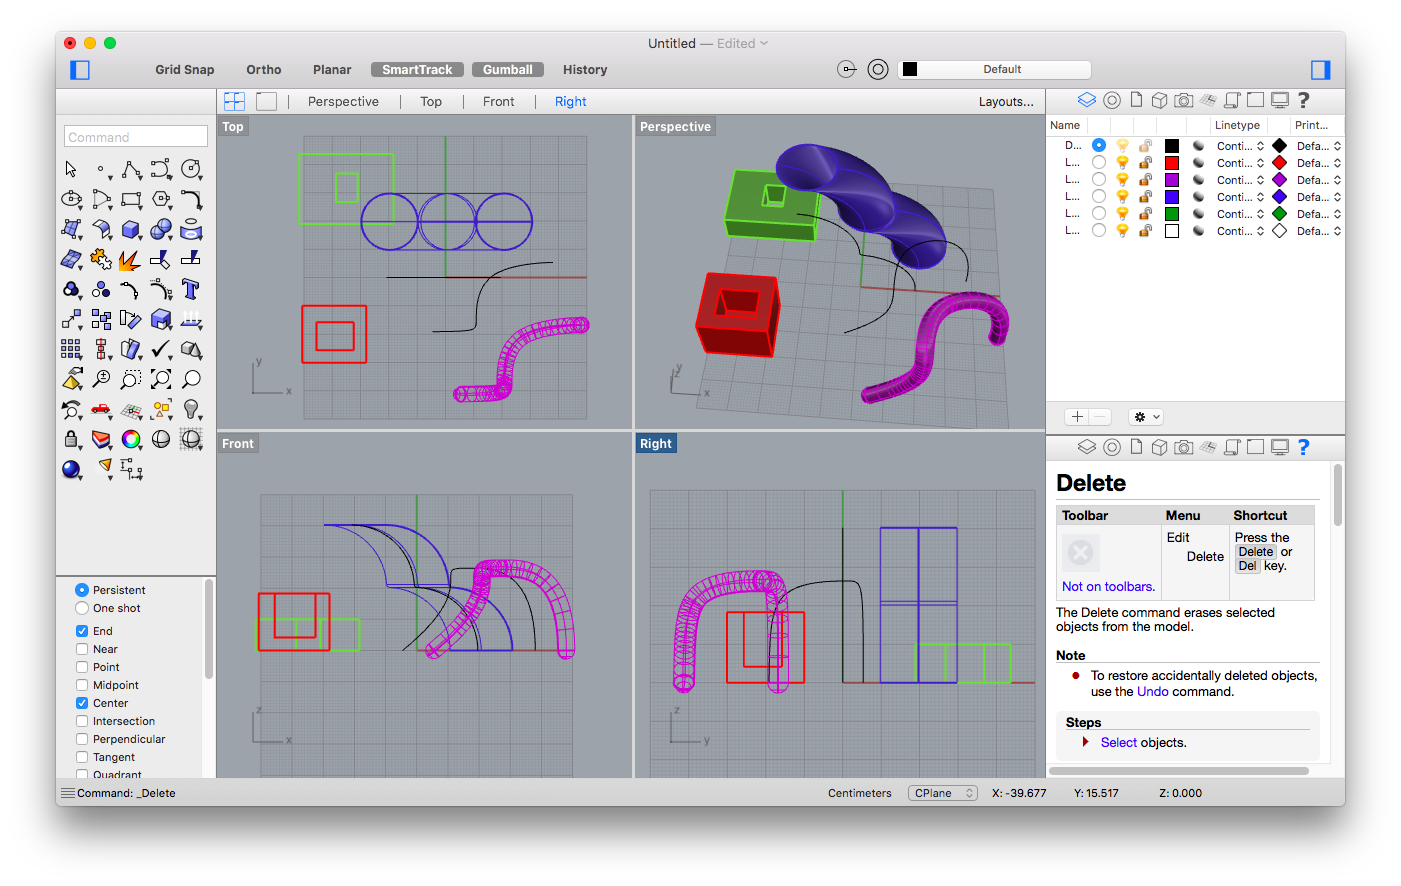 Untitled — Edited
Grid Snap Ortho Planar SmartTrack Gumball History Default
Perspective Top Front Right Layouts...
Command
Top
Perspective
Front
Right
y
x
z
y
x
z
x
z
y
Name Linetype Print...
D... Conti... Defa...
L... Conti... Defa...
L... Conti... Defa...
L... Conti... Defa...
L... Conti... Defa...
L... Conti... Defa...
Persistent
One shot
End
Near
Point
Midpoint
Center
Intersection
Perpendicular
Tangent
Quadrant
Delete
Toolbar Menu Shortcut
Not on toolbars.
Edit
Delete
Press the
Delete or
Del key.
The Delete command erases selected
objects from the model.
Note
To restore accidentally deleted objects,
use the Undo command.
Steps
Select objects.
Command: _Delete Centimeters CPlane X: -39.677 Y: 15.517 Z: 0.000